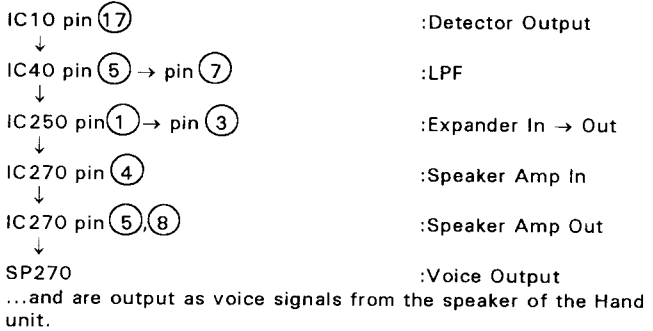 IC10 pin 17 :Detector Output
↓
IC40 pin 5 → pin 7 :LPF
↓
IC250 pin 1 → pin 3 :Expander In → Out
↓
IC270 pin 4 :Speaker Amp In
↓
IC270 pin 5,8 :Speaker Amp Out
↓
SP270 :Voice Output
...and are output as voice signals from the speaker of the Hand
unit.